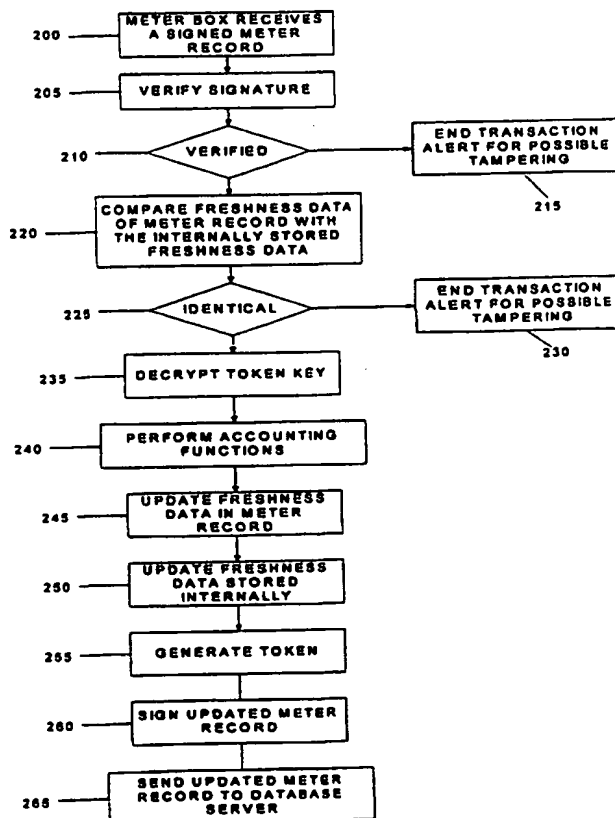 200
METER BOX RECEIVES
A SIGNED METER
RECORD
205
VERIFY SIGNATURE
210
VERIFIED
END TRANSACTION
ALERT FOR POSSIBLE
TAMPERING
215
220
COMPARE FRESHNESS DATA
OF METER RECORD WITH
THE INTERNALLY STORED
FRESHNESS DATA
225
IDENTICAL
END TRANSACTION
ALERT FOR POSSIBLE
TAMPERING
230
235
DECRYPT TOKEN KEY
240
PERFORM ACCOUNTING
FUNCTIONS
245
UPDATE FRESHNESS
DATA IN METER
RECORD
250
UPDATE FRESHNESS
DATA STORED
INTERNALLY
255
GENERATE TOKEN
260
SIGN UPDATED METER
RECORD
265
SEND UPDATED METER
RECORD TO DATABASE
SERVER